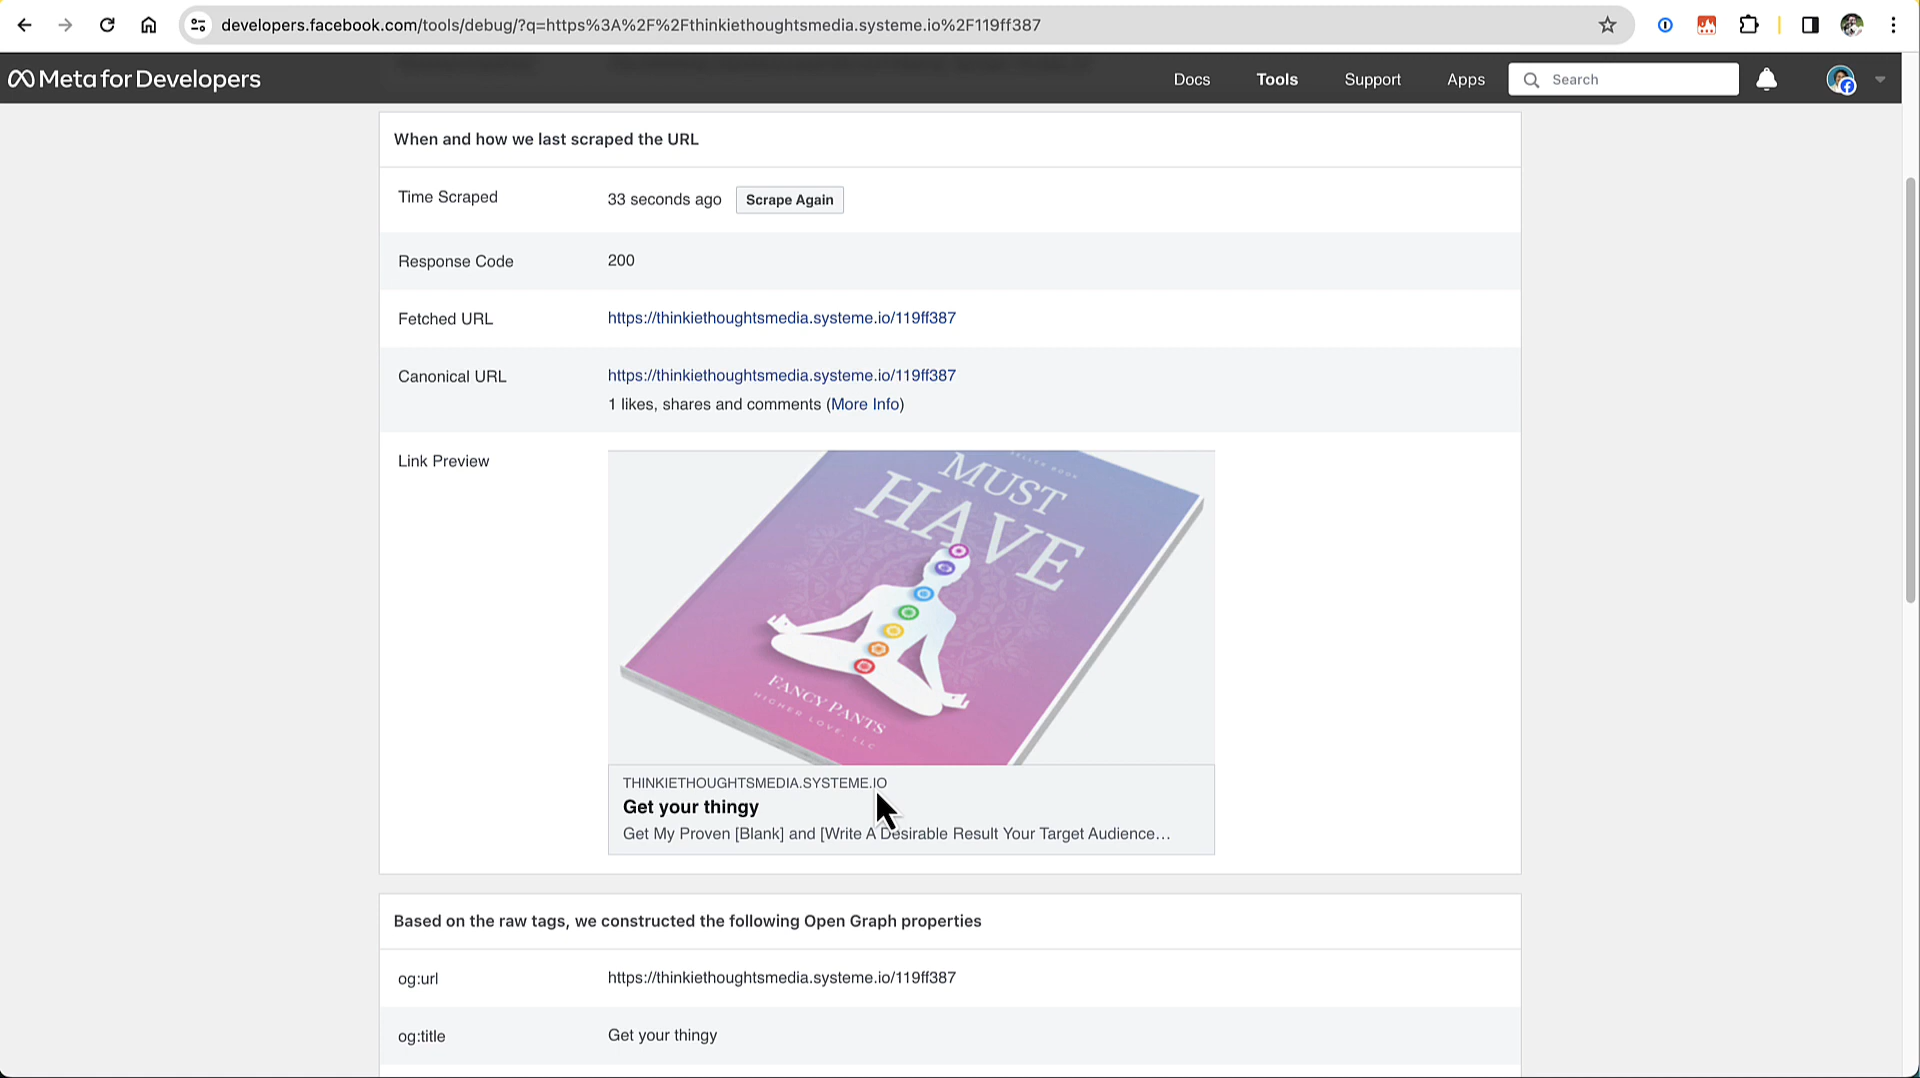 developers.facebook.com/tools/debug/?q=https%3A%2F%2Fthinkiethoughtsmedia.systeme.io%2F119ff387
Meta for Developers
Docs
Tools
Support
Apps
Search
When and how we last scraped the URL
Time Scraped
33 seconds ago
Scrape Again
Response Code
200
Fetched URL
https://thinkiethoughtsmedia.systeme.io/119ff387
Canonical URL
https://thinkiethoughtsmedia.systeme.io/119ff387
1 likes, shares and comments (More Info)
Link Preview
MUST
HAVE
FANCY PANTS
HIGHER LOVE, LLC
THINKIETHOUGHTSMEDIA.SYSTEME.IO
Get your thingy
Get My Proven [Blank] and [Write A Desirable Result Your Target Audience…
Based on the raw tags, we constructed the following Open Graph properties
og:url
https://thinkiethoughtsmedia.systeme.io/119ff387
og:title
Get your thingy